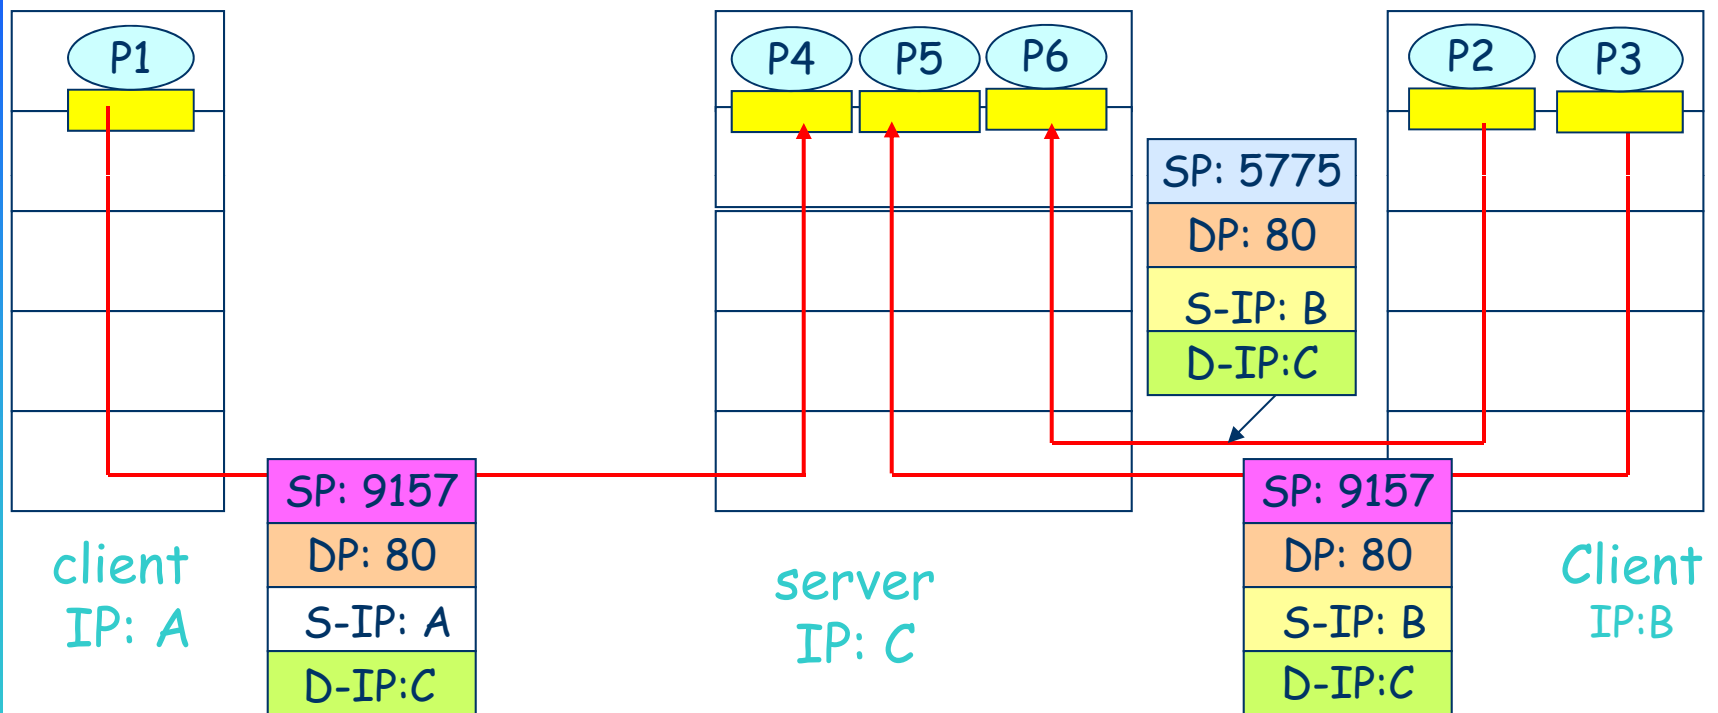 P1
P4
P5
P6
P2
P3
SP: 5775
DP: 80
S-IP: B
D-IP:C
SP: 9157
DP: 80
S-IP: A
D-IP:C
SP: 9157
DP: 80
S-IP: B
D-IP:C
client
IP: A
server
IP: C
Client
IP:B